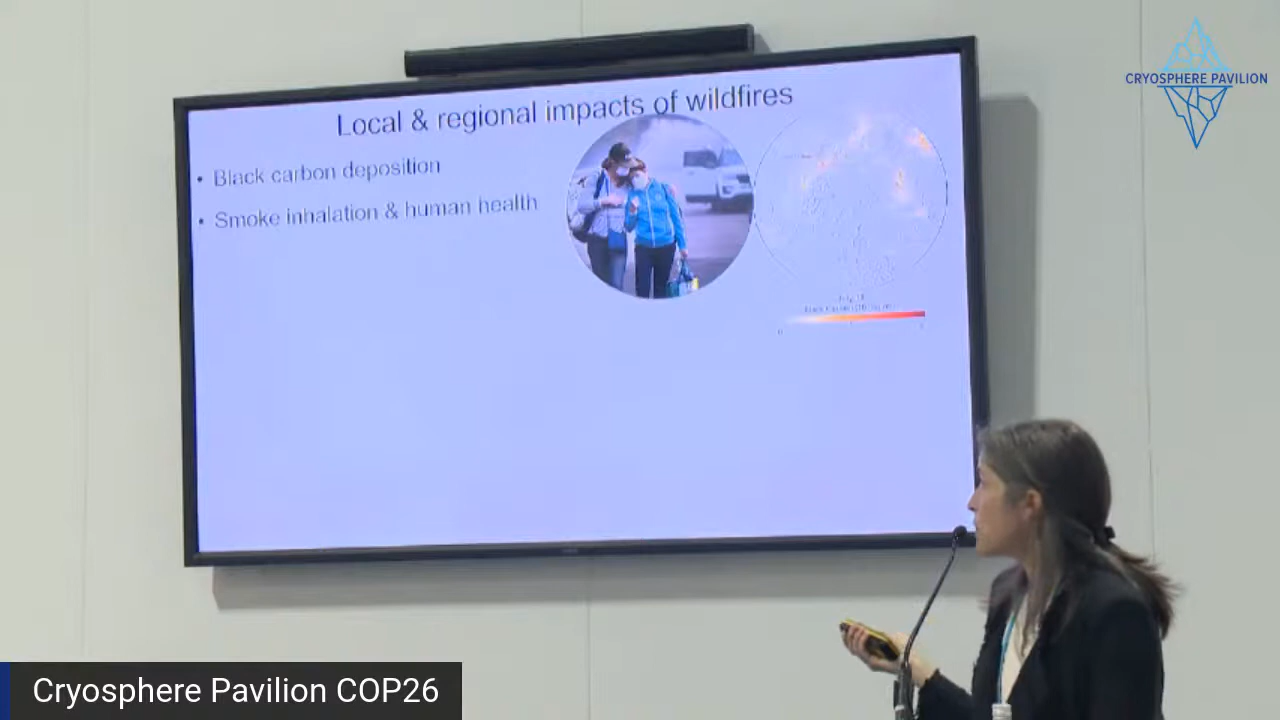 CRYOSPHERE PAVILION
Local & regional impacts of wildfires
• Black carbon deposition
• Smoke inhalation & human health
Cryosphere Pavilion COP26